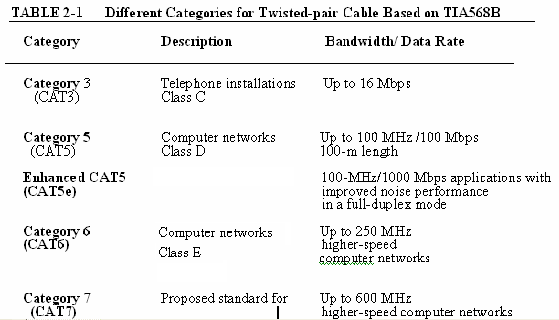 TABLE 2-1 Different Categories for Twisted-pair Cable Based on TIA568B
Category Description Bandwidth/ Data Rate
Category 3 Telephone installations Up to 16 Mbps
(CAT3) Class C
Category 5 Computer networks Up to 100 MHz /100 Mbps
(CAT5) Class D 100-m length
Enhanced CAT5 100-MHz/1000 Mbps applications with
(CAT5e) improved noise performance
in a full-duplex mode
Category 6 Computer networks Up to 250 MHz
(CAT6) higher-speed
Class E computer networks
Category 7 Proposed standard for Up to 600 MHz
(CAT7) higher-speed computer networks